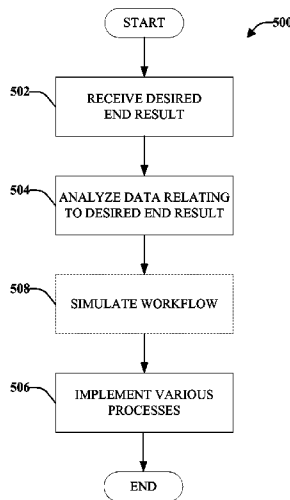 START
500
502
RECEIVE DESIRED
END RESULT
504
ANALYZE DATA RELATING
TO DESIRED END RESULT
508
SIMULATE WORKFLOW
506
IMPLEMENT VARIOUS
PROCESSES
END